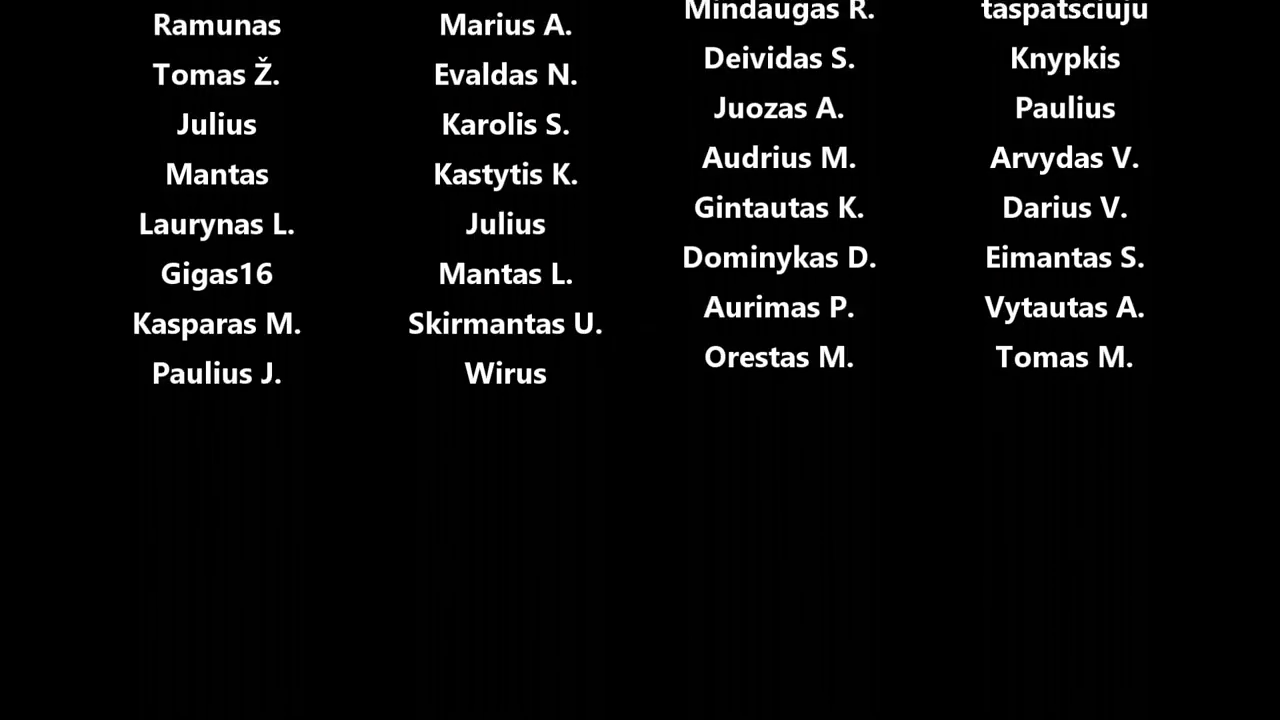 Ramunas
Tomas Ž.
Julius
Mantas
Laurynas L.
Gigas16
Kasparas M.
Paulius J.
Marius A.
Evaldas N.
Karolis S.
Kastytis K.
Julius
Mantas L.
Skirmantas U.
Wirus
Mindaugas R.
Deividas S.
Juozas A.
Audrius M.
Gintautas K.
Dominykas D.
Aurimas P.
Orestas M.
taspatsciuju
Knypkis
Paulius
Arvydas V.
Darius V.
Eimantas S.
Vytautas A.
Tomas M.